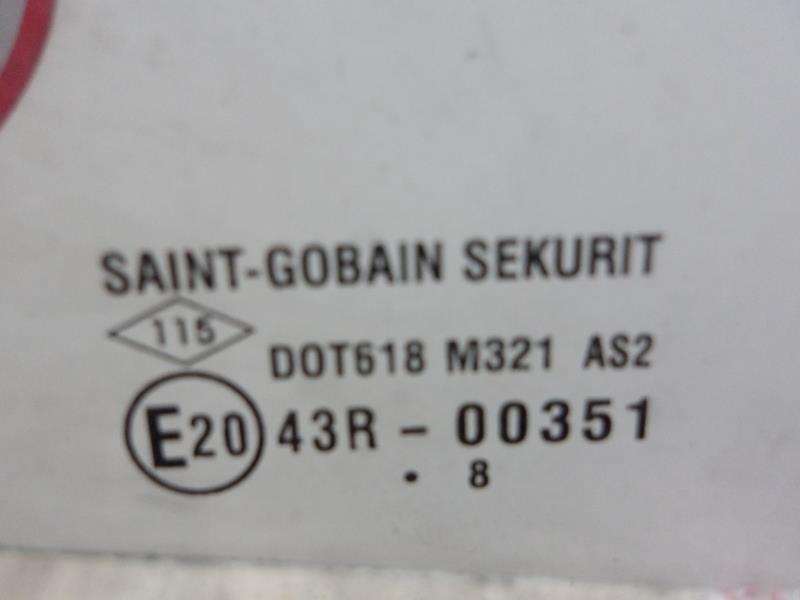 SAINT-GOBAIN SEKURIT
115
DOT618 M321 AS2
E20 43R - 00351
. 8